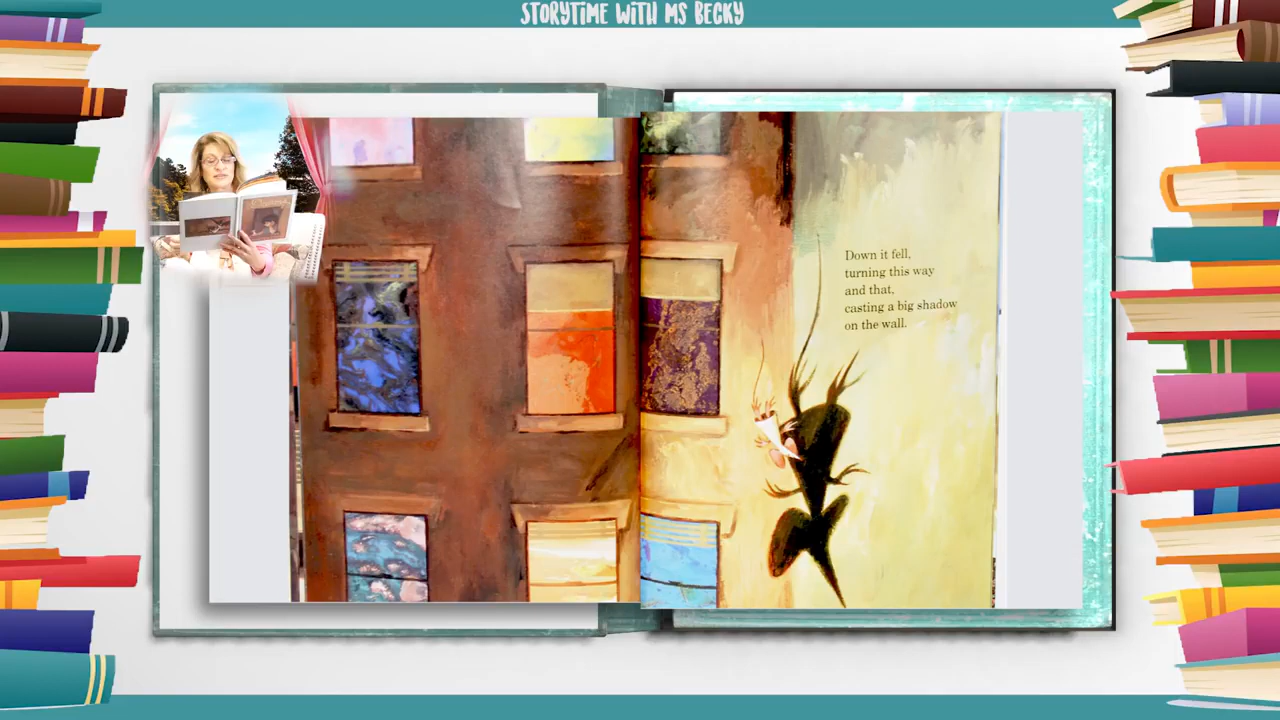 STORYTIME WITH MS BECKY
Down it fell,
turning this way
and that,
casting a big shadow
on the wall.